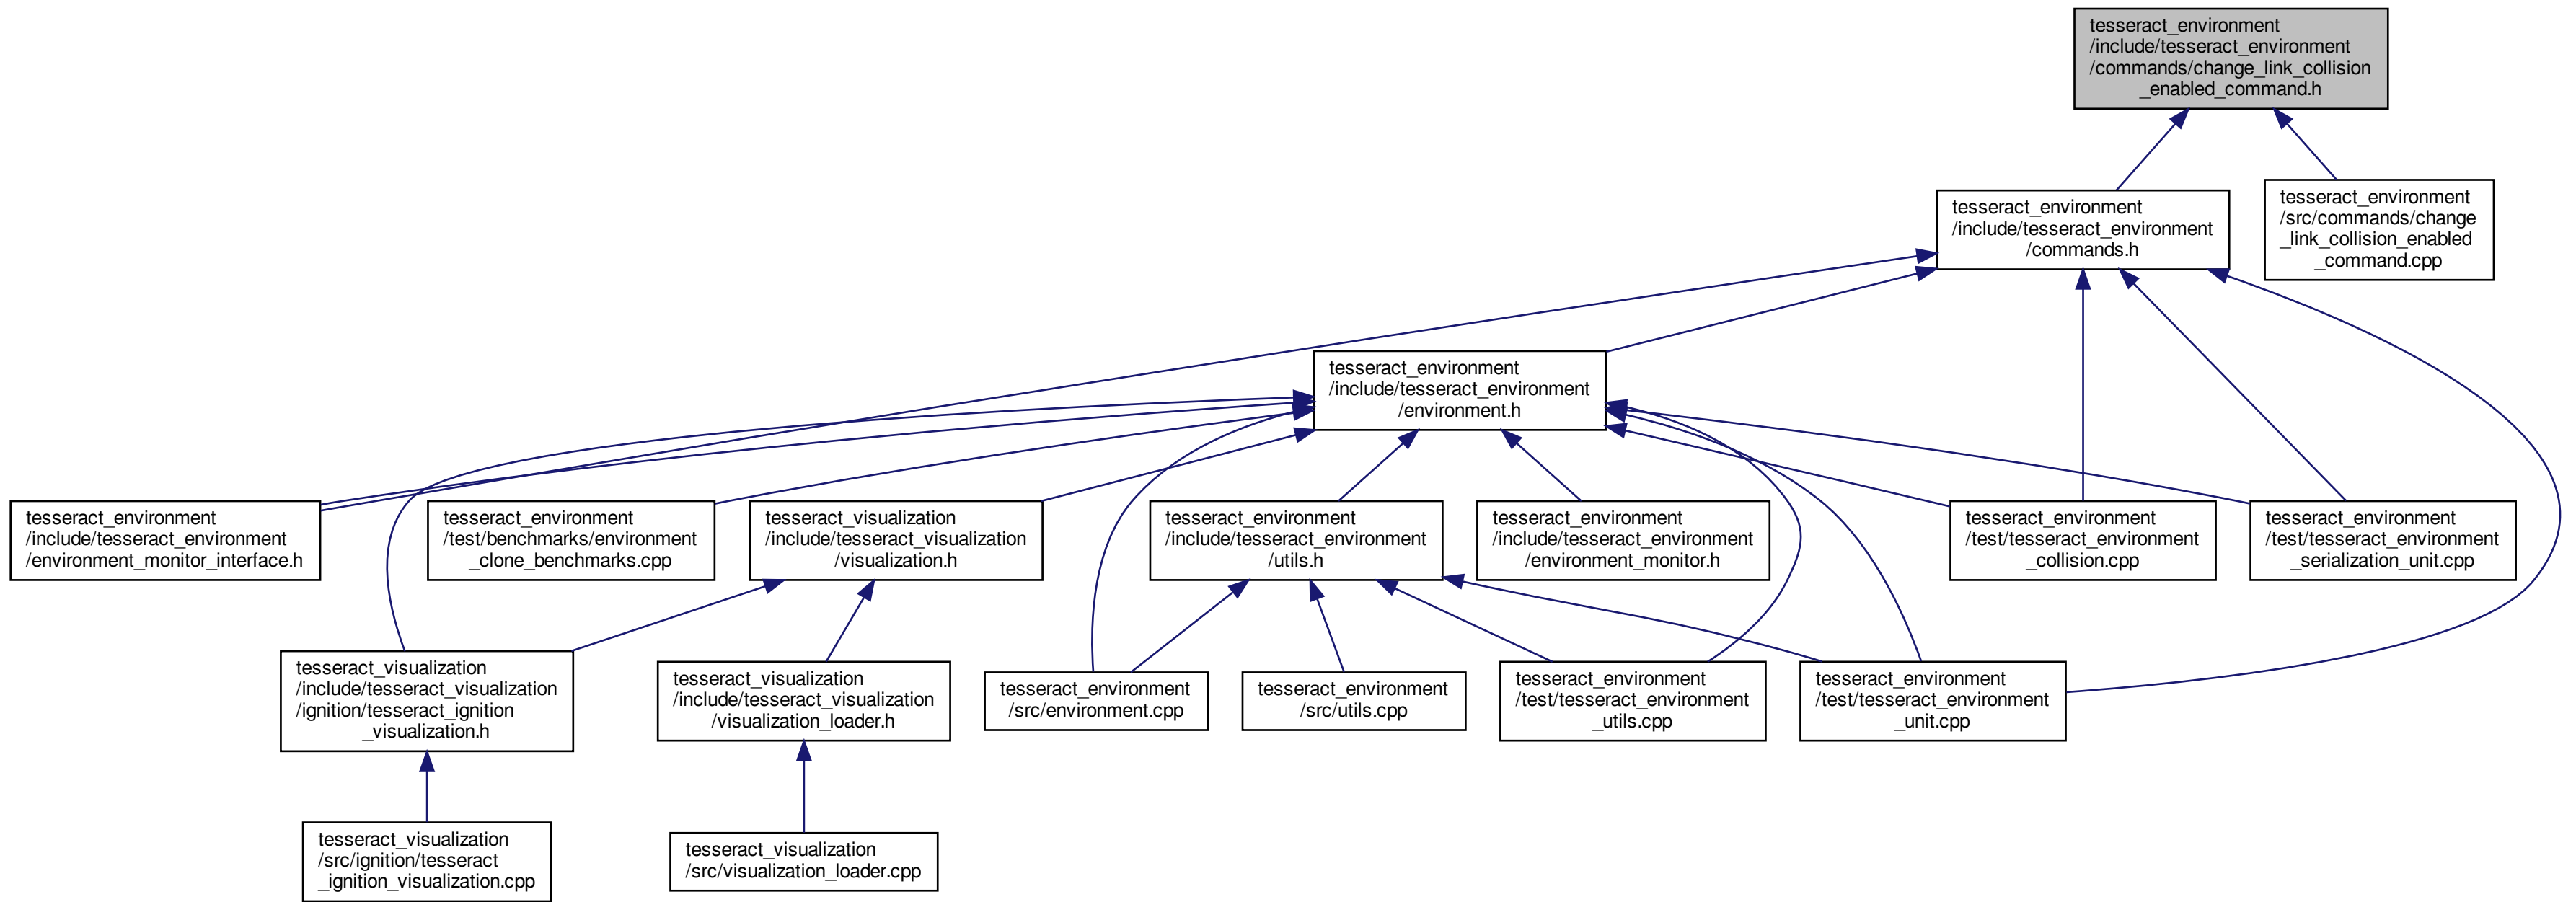 tesseract_environment
/include/tesseract_environment
/commands/change_link_collision
_enabled_command.h
tesseract_environment
/include/tesseract_environment
/commands.h
tesseract_environment
/src/commands/change
_link_collision_enabled
_command.cpp
tesseract_environment
/include/tesseract_environment
/environment.h
tesseract_environment
/include/tesseract_environment
/environment_monitor_interface.h
tesseract_environment
/test/benchmarks/environment
_clone_benchmarks.cpp
tesseract_visualization
/include/tesseract_visualization
/visualization.h
tesseract_environment
/include/tesseract_environment
/utils.h
tesseract_environment
/include/tesseract_environment
/environment_monitor.h
tesseract_environment
/test/tesseract_environment
_collision.cpp
tesseract_environment
/test/tesseract_environment
_serialization_unit.cpp
tesseract_visualization
/include/tesseract_visualization
/ignition/tesseract_ignition
_visualization.h
tesseract_visualization
/include/tesseract_visualization
/visualization_loader.h
tesseract_environment
/src/environment.cpp
tesseract_environment
/src/utils.cpp
tesseract_environment
/test/tesseract_environment
_utils.cpp
tesseract_environment
/test/tesseract_environment
_unit.cpp
tesseract_visualization
/src/ignition/tesseract
_ignition_visualization.cpp
tesseract_visualization
/src/visualization_loader.cpp